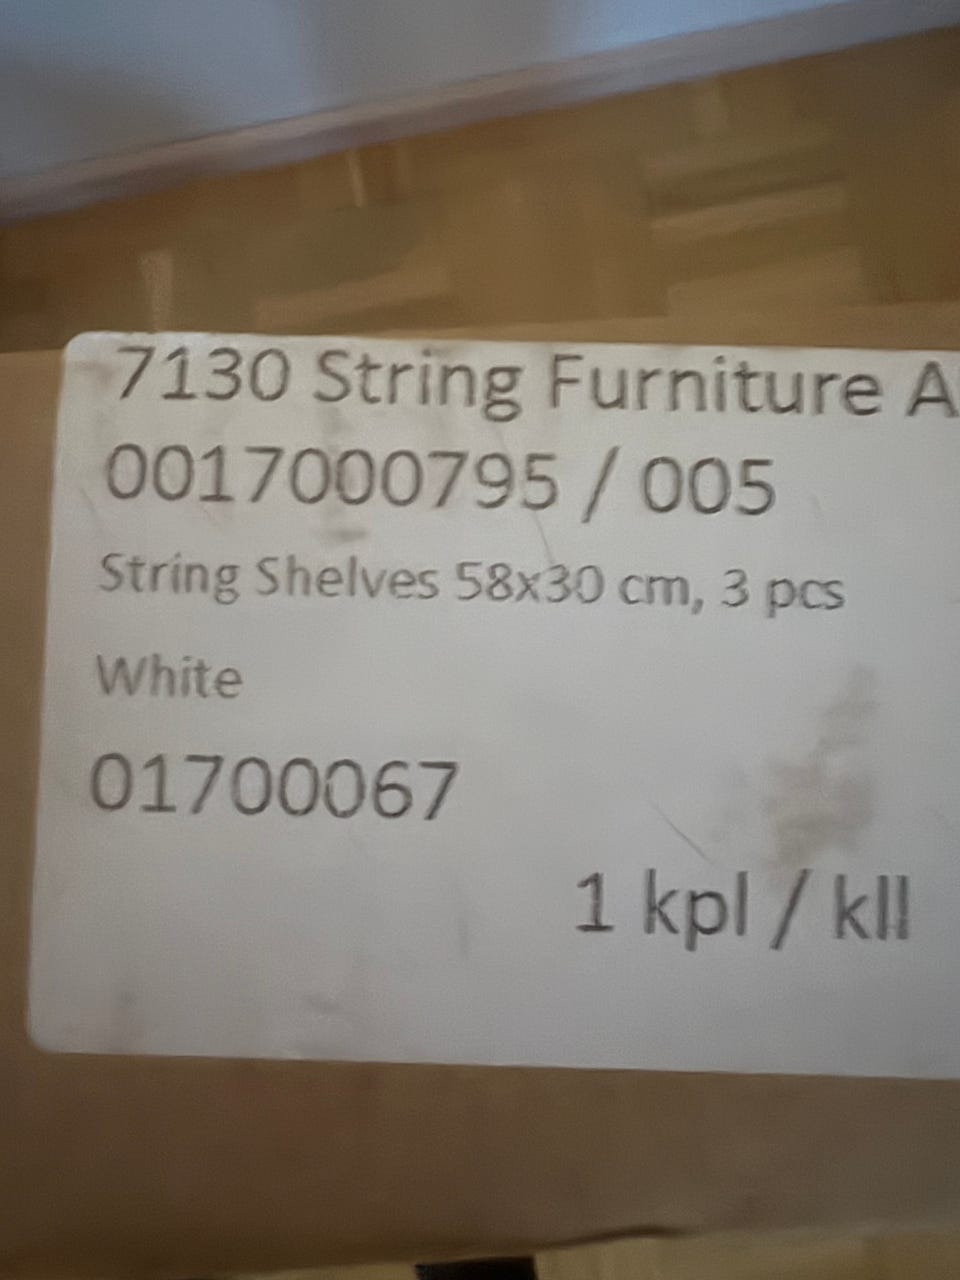 7130 String Furniture A
0017000795 / 005
String Shelves 58x30 cm, 3 pcs
White
01700067
1 kpl / kll